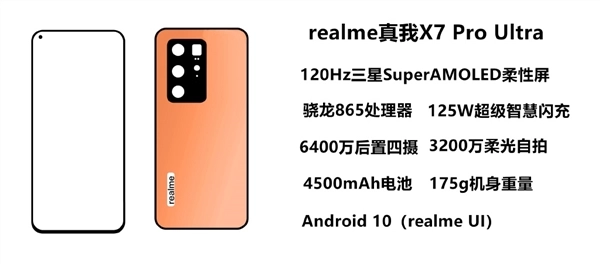 realme真我X7 Pro Ultra
120Hz三星SuperAMOLED柔性屏
骁龙865处理器 125W超级智慧闪充
6400万后置四摄 3200万柔光自拍
4500mAh电池 175g机身重量
Android 10（realme UI）
realme